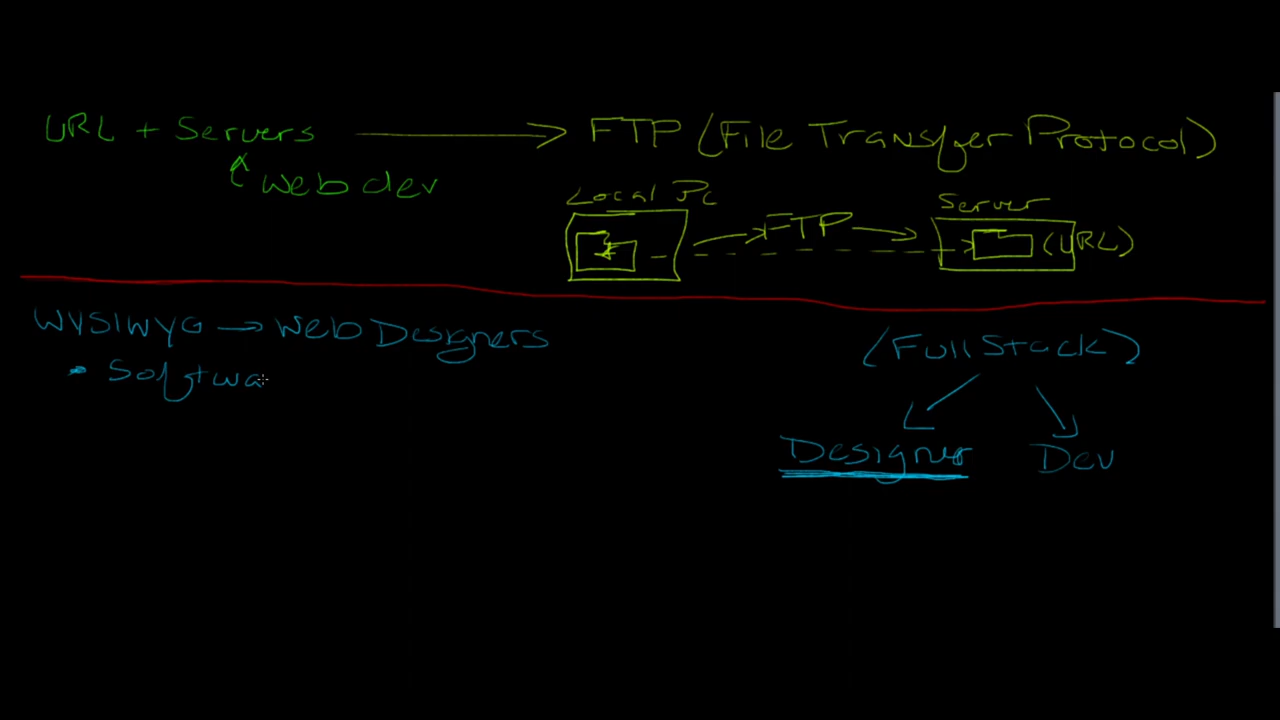 URL + Servers → FTP (File Transfer Protocol)
Web dev
Local Pc
Server
FTP
(URL)
WYSIWYG → Web Designers
(Full Stack)
• Softwa
Designer
Dev